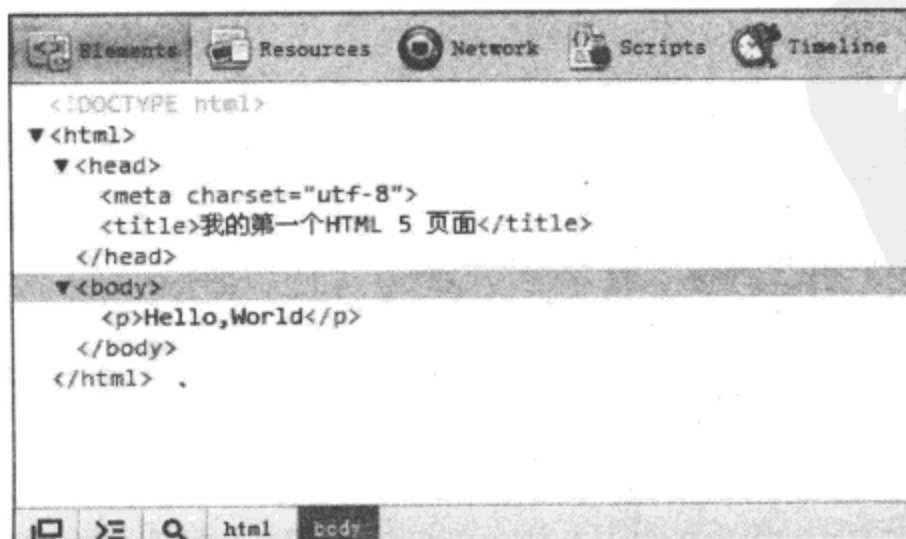 Elements Resources Network Scripts Timeline
<!DOCTYPE html>
▼<html>
▼<head>
<meta charset="utf-8">
<title>我的第一个HTML 5 页面</title>
</head>
▼<body>
<p>Hello,World</p>
</body>
</html>
html body